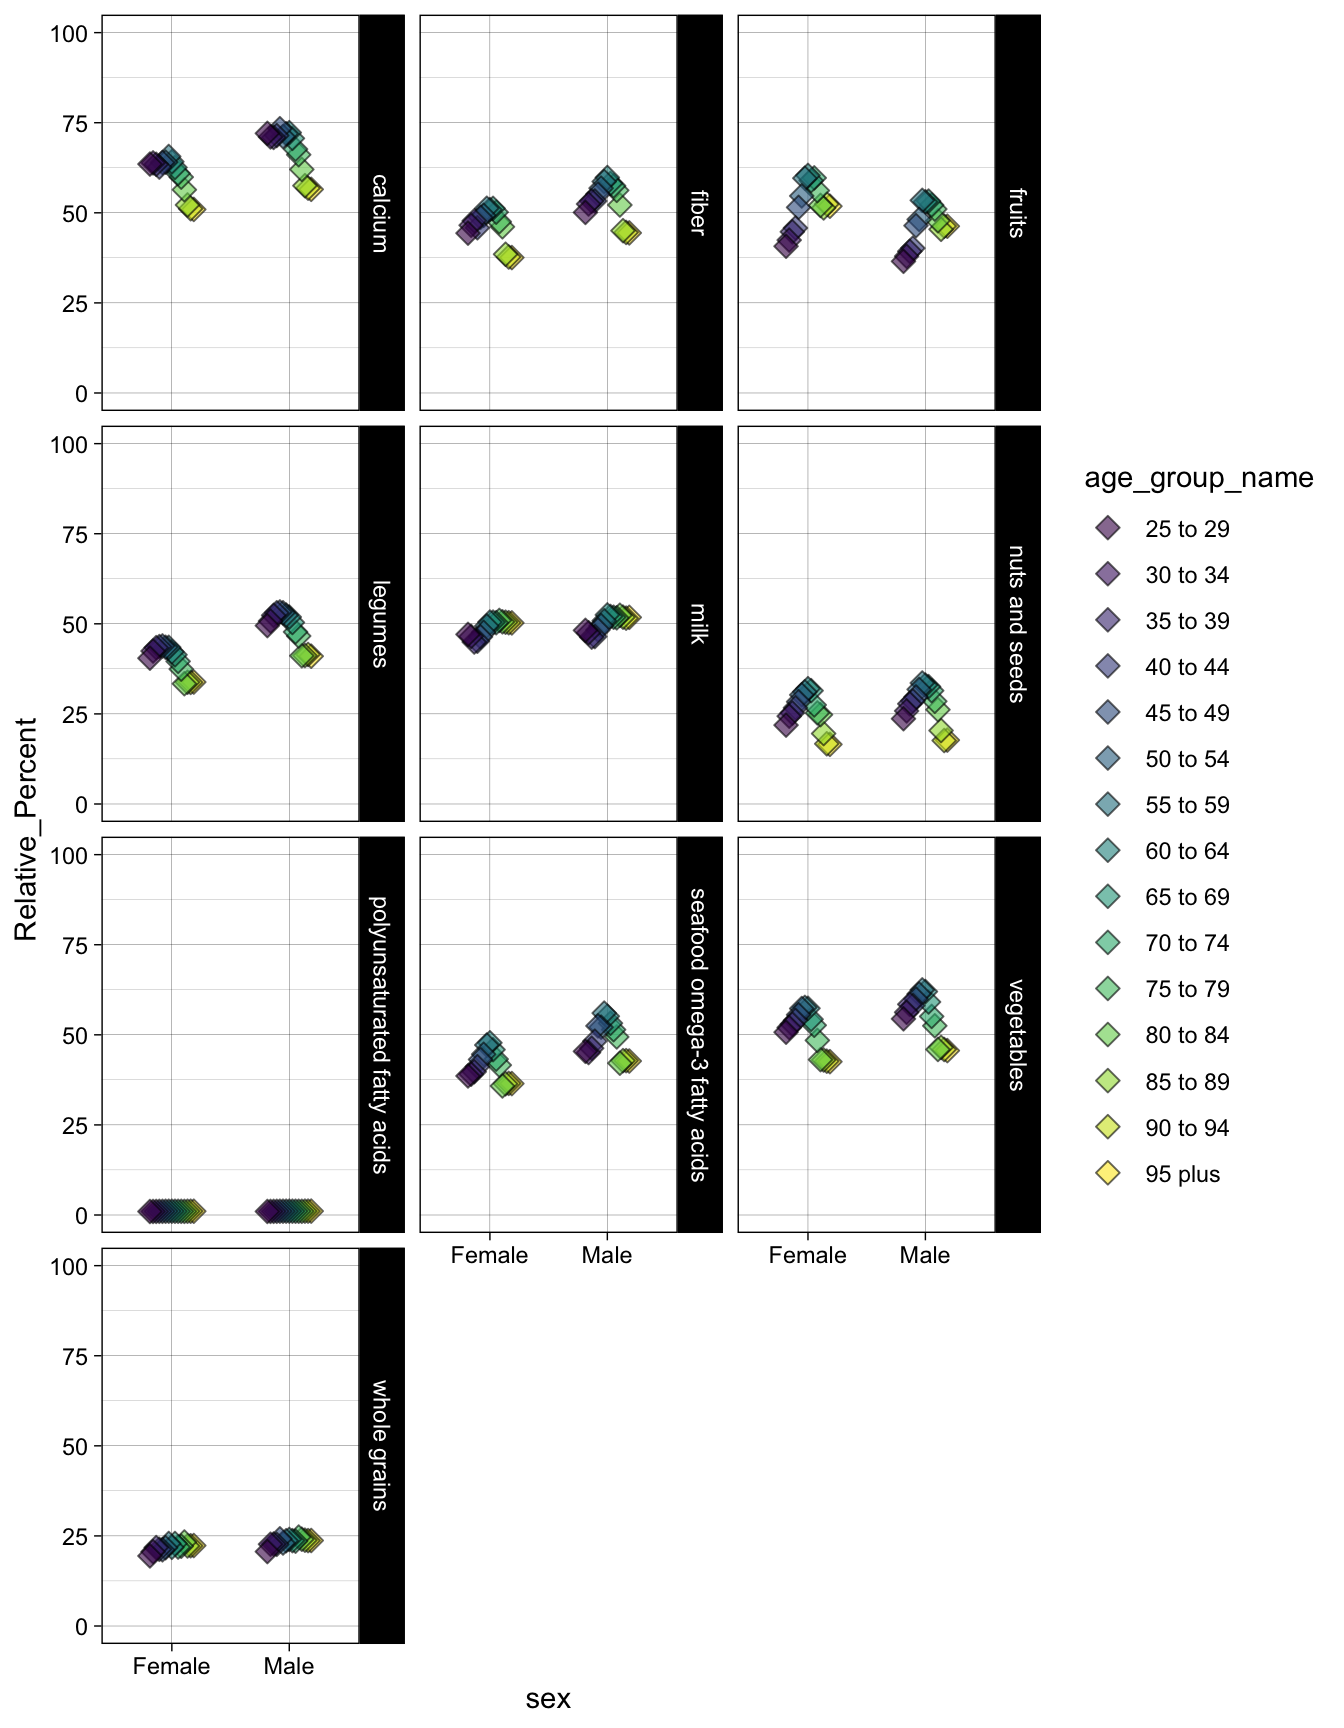 100
75
50
25
0
calcium
fiber
fruits
100
75
50
25
0
legumes
milk
nuts and seeds
100
75
50
25
0
polyunsaturated fatty acids
seafood omega-3 fatty acids
vegetables
Female Male
Female Male
100
75
50
25
0
whole grains
Female Male
sex
Relative_Percent
age_group_name
25 to 29
30 to 34
35 to 39
40 to 44
45 to 49
50 to 54
55 to 59
60 to 64
65 to 69
70 to 74
75 to 79
80 to 84
85 to 89
90 to 94
95 plus